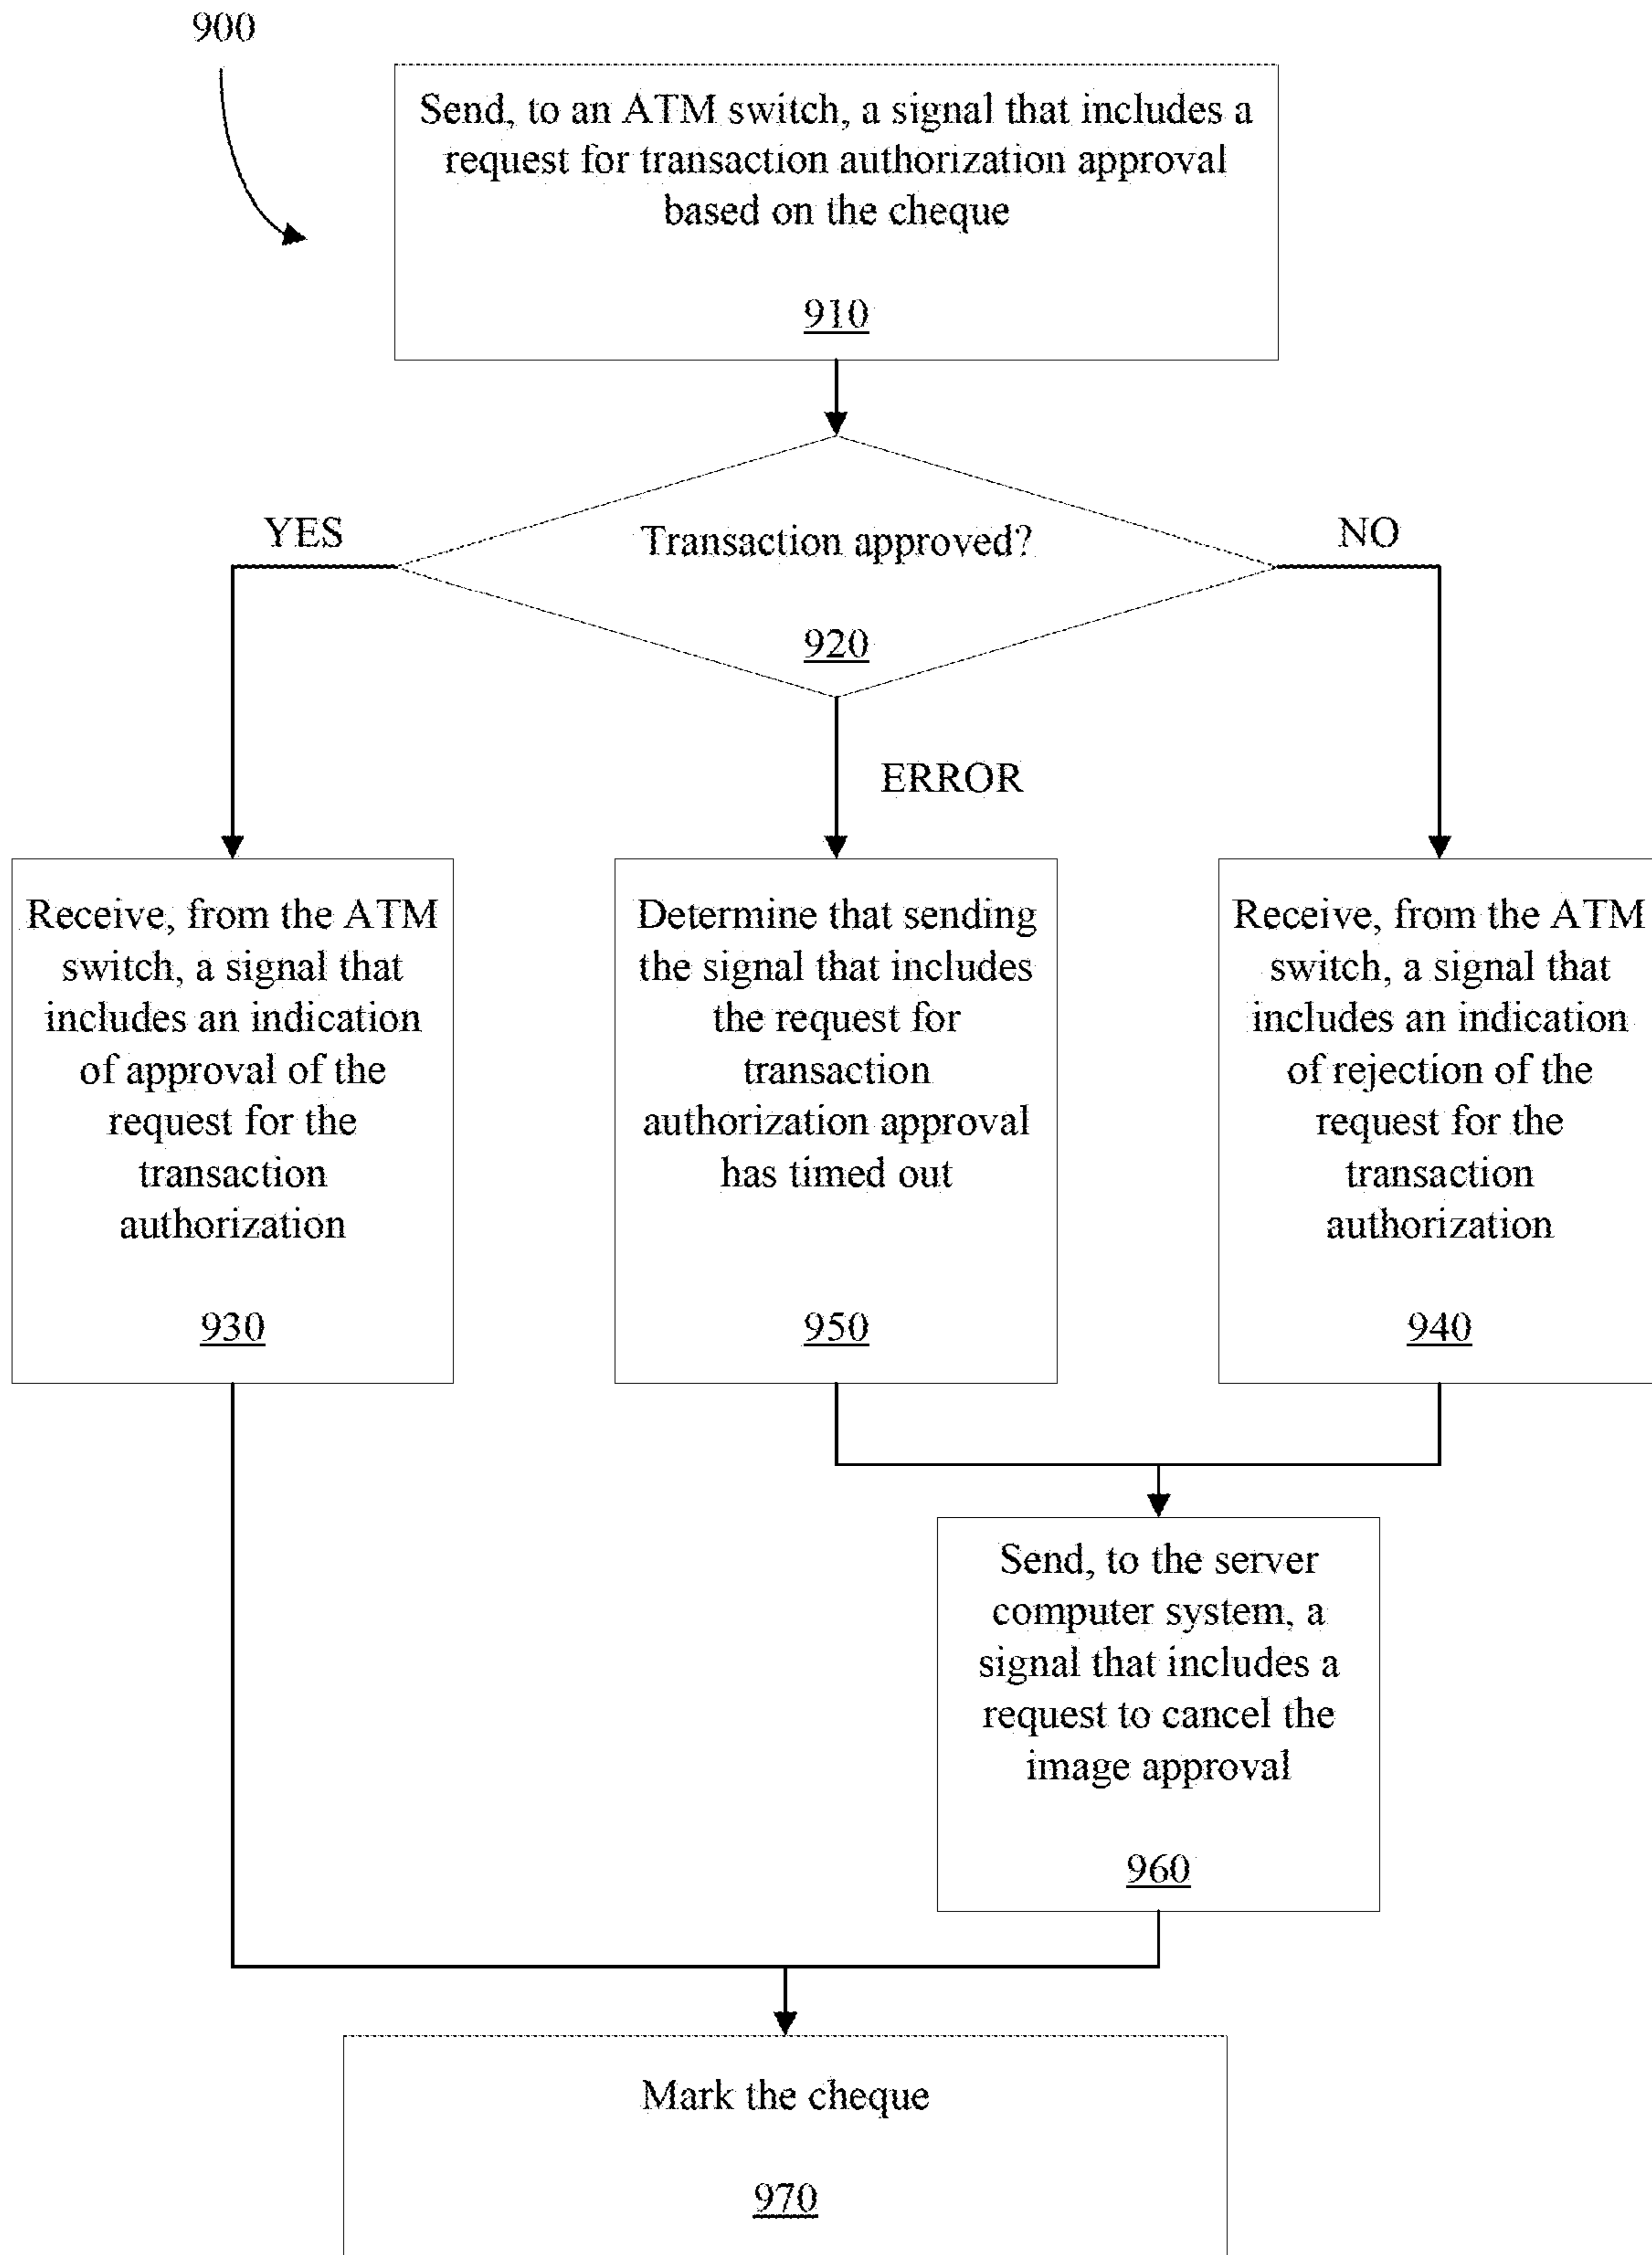 900
Send, to an ATM switch, a signal that includes a
request for transaction authorization approval
based on the cheque
910
Transaction approved?
920
YES
NO
ERROR
Receive, from the ATM
switch, a signal that
includes an indication
of approval of the
request for the
transaction
authorization
930
Determine that sending
the signal that includes
the request for
transaction
authorization approval
has timed out
950
Receive, from the ATM
switch, a signal that
includes an indication
of rejection of the
request for the
transaction
authorization
940
Send, to the server
computer system, a
signal that includes a
request to cancel the
image approval
960
Mark the cheque
970